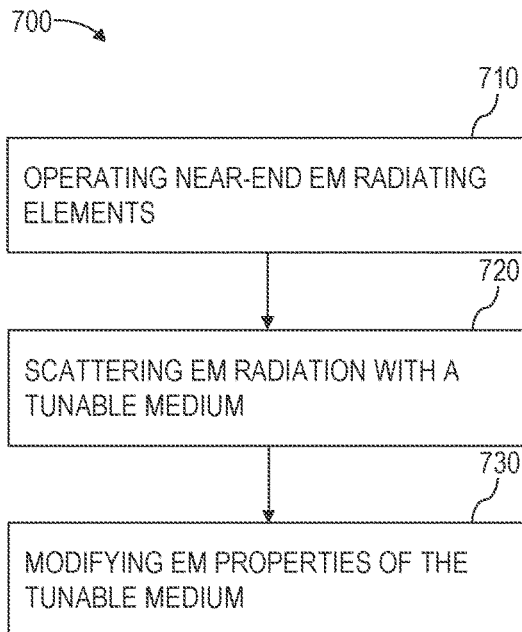 700
710
OPERATING NEAR-END EM RADIATING
ELEMENTS
720
SCATTERING EM RADIATION WITH A
TUNABLE MEDIUM
730
MODIFYING EM PROPERTIES OF THE
TUNABLE MEDIUM